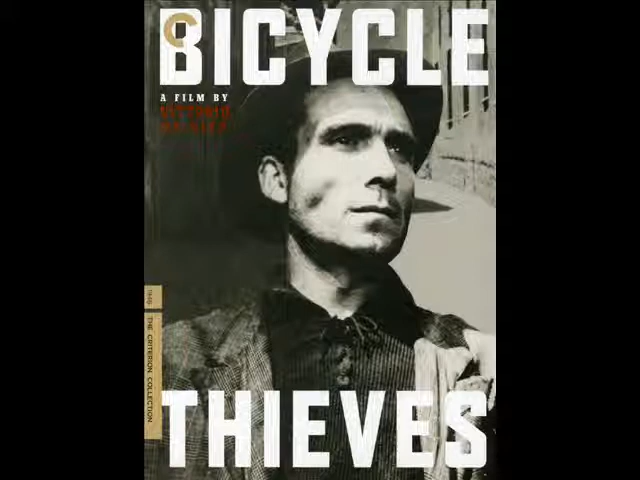 BICYCLE
A FILM BY
VITTORIO
DE SICA
1948
THE CRITERION COLLECTION
THIEVES